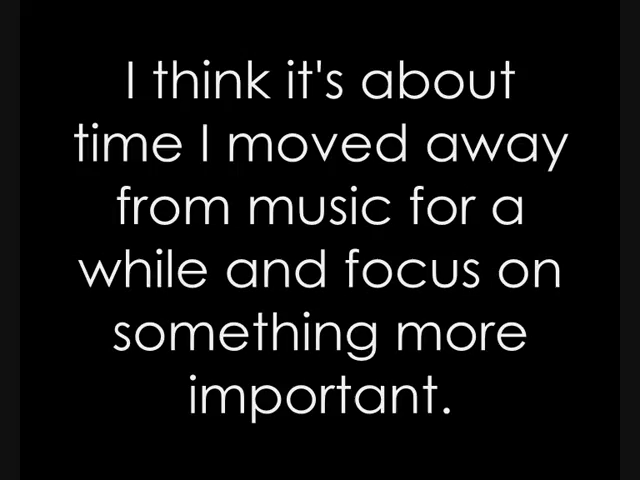 I think it's about
time I moved away
from music for a
while and focus on
something more
important.